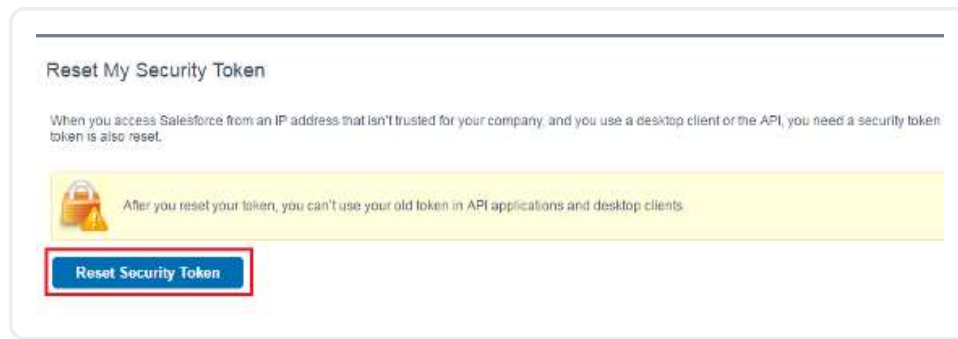 Reset My Security Token
When you access Salesforce from an IP address that isn't trusted for your company, and you use a desktop client or the API, you need a security token
token is also reset.
After you reset your token, you can't use your old token in API applications and desktop clients.
Reset Security Token